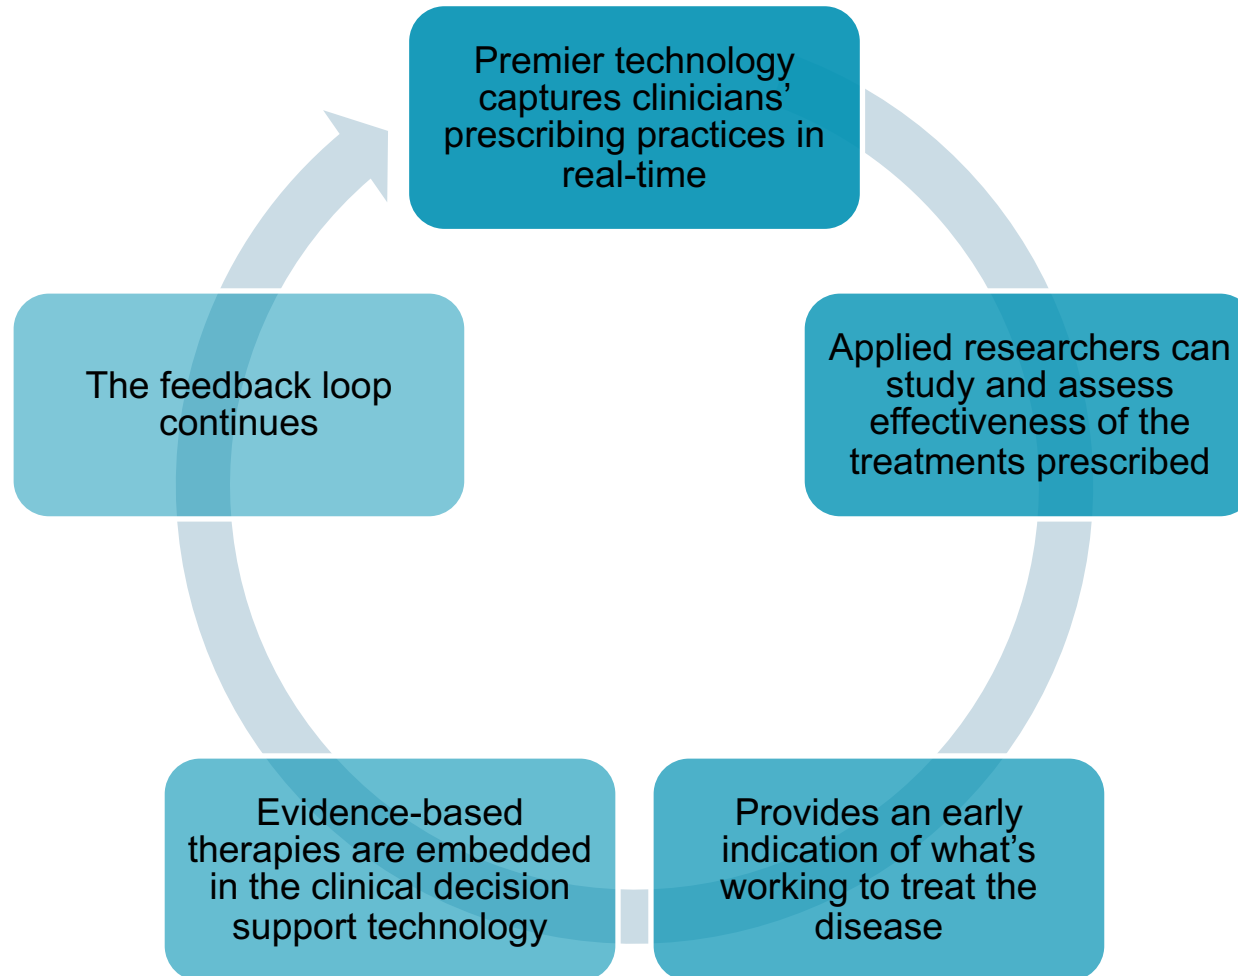 Premier technology
captures clinicians’
prescribing practices in
real-time
Applied researchers can
study and assess
effectiveness of the
treatments prescribed
Provides an early
indication of what’s
working to treat the
disease
Evidence-based
therapies are embedded
in the clinical decision
support technology
The feedback loop
continues